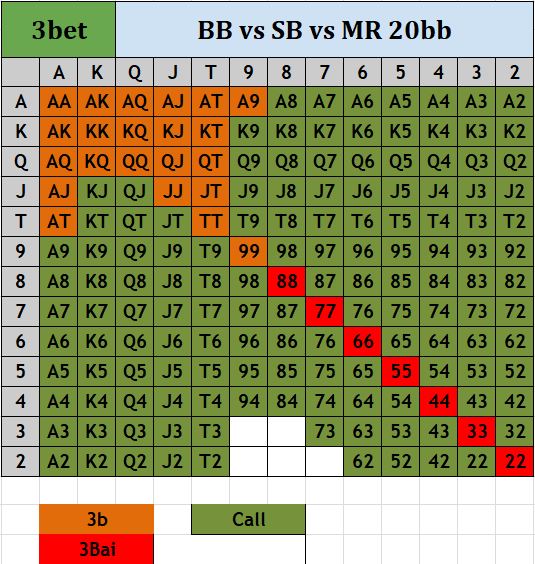 3bet BB vs SB vs MR 20bb
A K Q J T 9 8 7 6 5 4 3 2
A AA AK AQ AJ AT A9 A8 A7 A6 A5 A4 A3 A2
K AK KK KQ KJ KT K9 K8 K7 K6 K5 K4 K3 K2
Q AQ KQ QQ QJ QT Q9 Q8 Q7 Q6 Q5 Q4 Q3 Q2
J AJ KJ QJ JJ JT J9 J8 J7 J6 J5 J4 J3 J2
T AT KT QT JT TT T9 T8 T7 T6 T5 T4 T3 T2
9 A9 K9 Q9 J9 T9 99 98 97 96 95 94 93 92
8 A8 K8 Q8 J8 T8 98 88 87 86 85 84 83 82
7 A7 K7 Q7 J7 T7 97 87 77 76 75 74 73 72
6 A6 K6 Q6 J6 T6 96 86 76 66 65 64 63 62
5 A5 K5 Q5 J5 T5 95 85 75 65 55 54 53 52
4 A4 K4 Q4 J4 T4 94 84 74 64 54 44 43 42
3 A3 K3 Q3 J3 T3 73 63 53 43 33 32
2 A2 K2 Q2 J2 T2 62 52 42 22 22
3b Call
3Bai